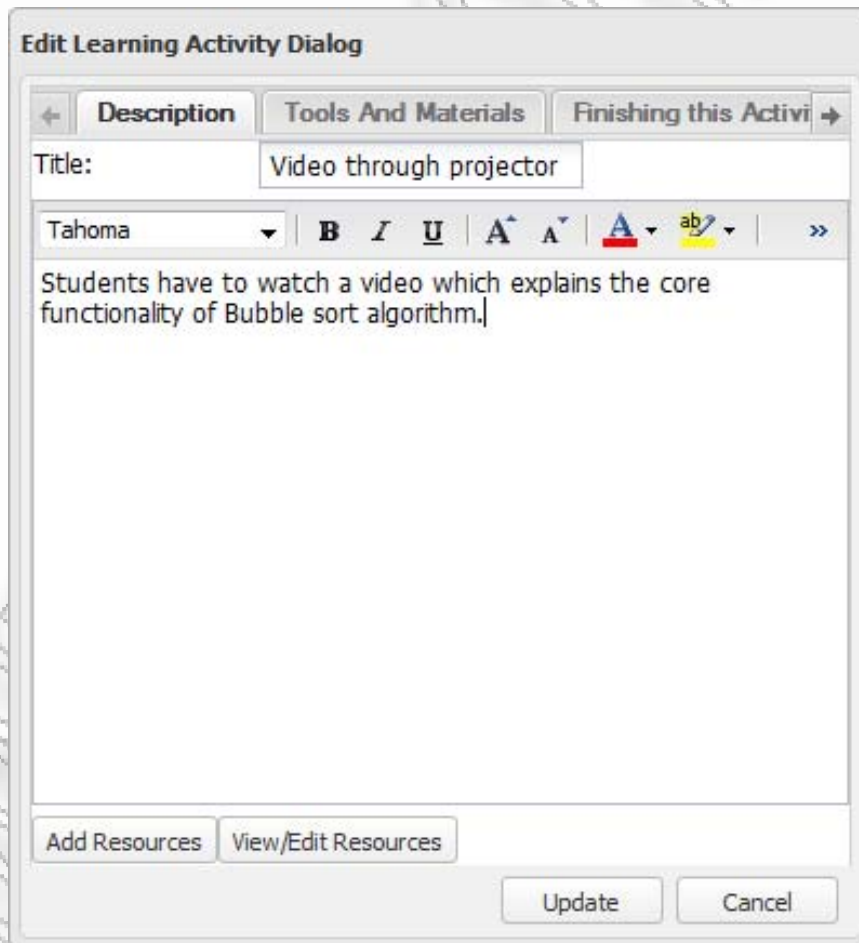 Edit Learning Activity Dialog
Description Tools And Materials Finishing this Activi
Title: Video through projector
Tahoma B I U A A A ab
Students have to watch a video which explains the core
functionality of Bubble sort algorithm.
Add Resources View/Edit Resources
Update Cancel